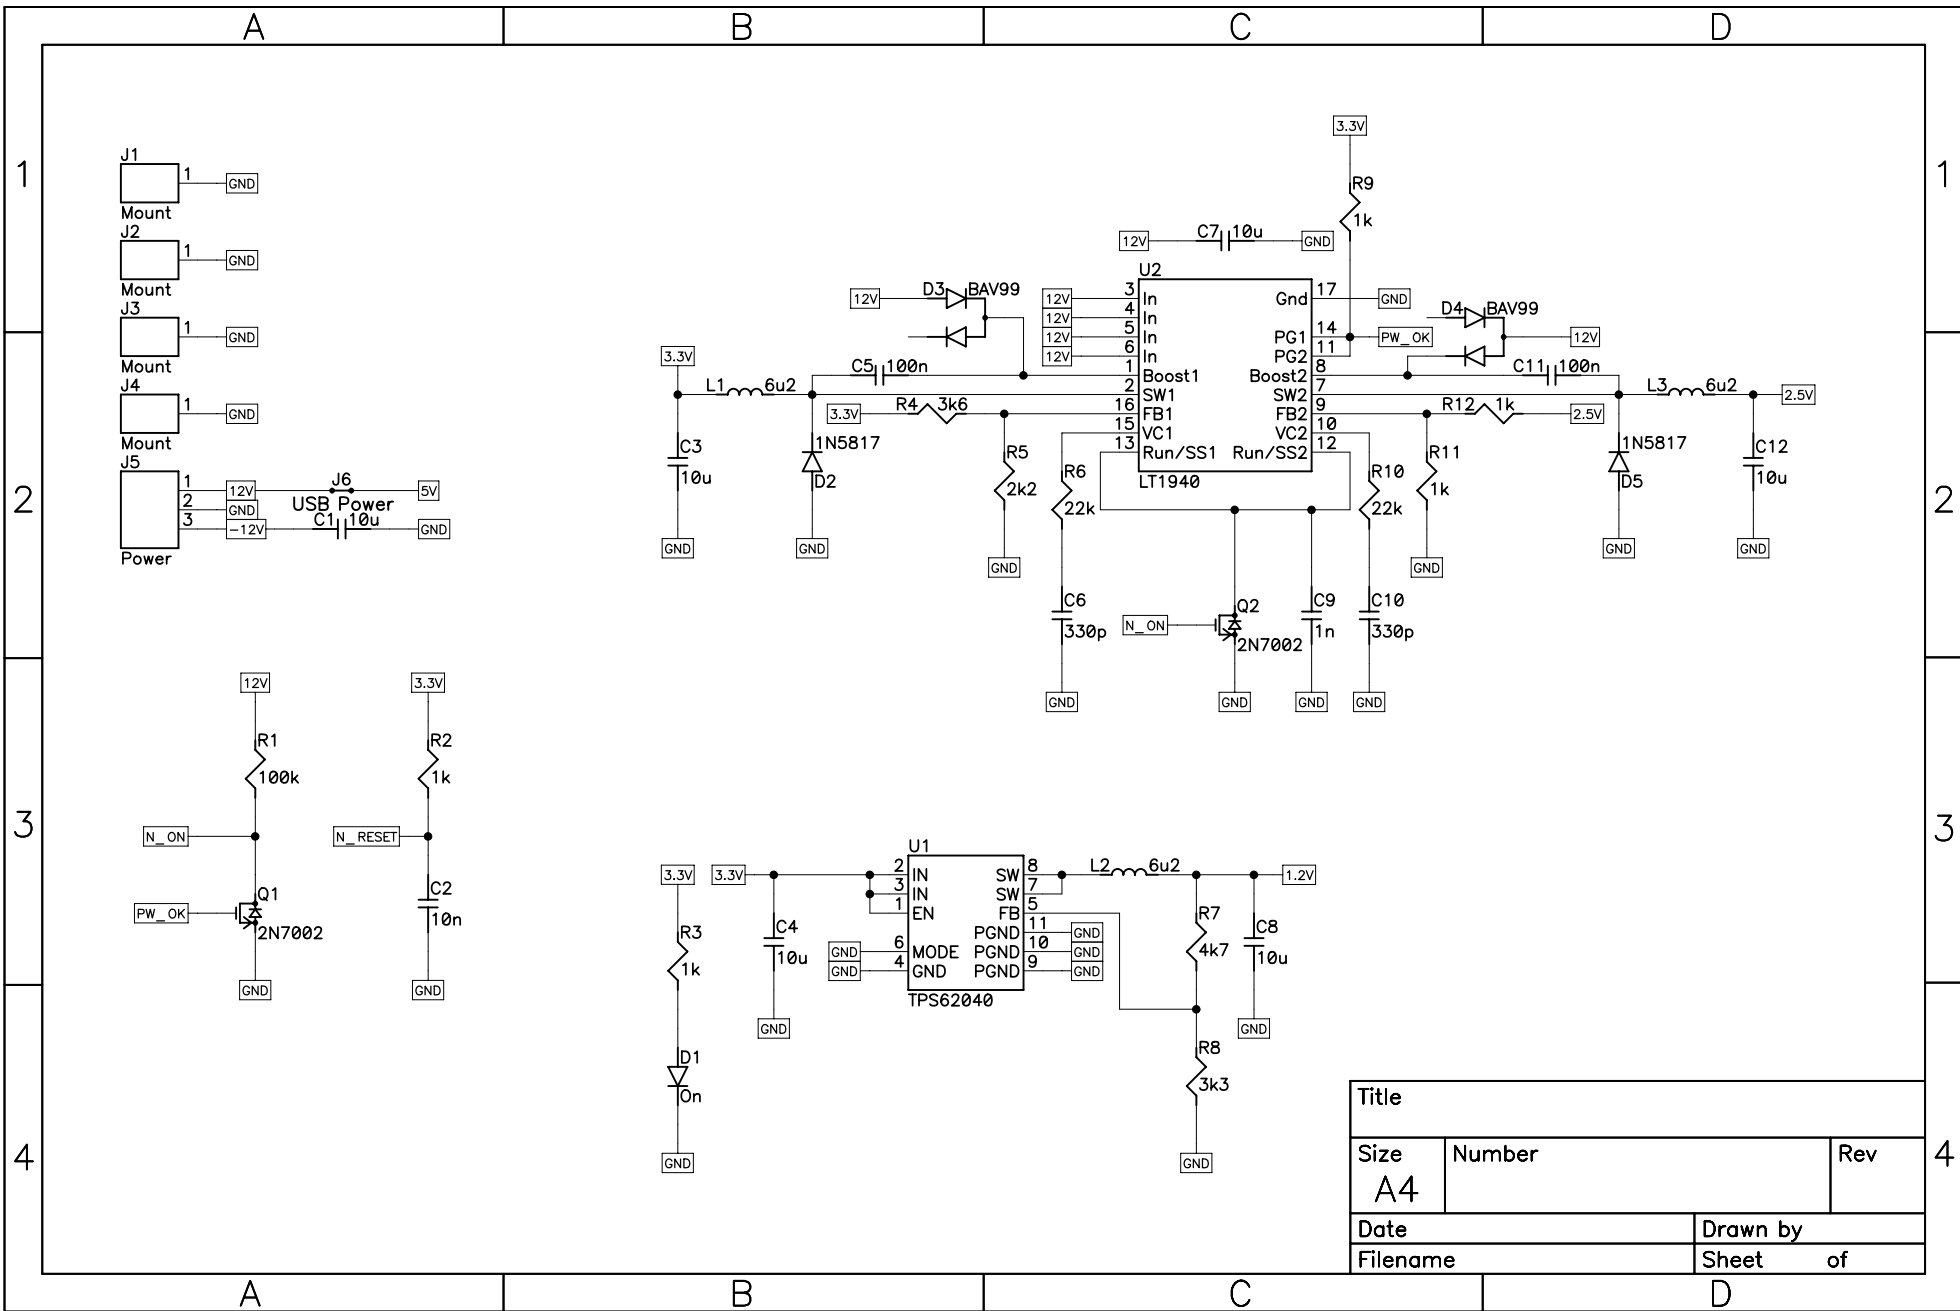 A B C D
1 1
J1
1 GND
Mount
J2
1 GND
Mount
J3
1 GND
Mount
J4
1 GND
Mount
J5
1 12V J6 5V
USB Power
2 GND
3 -12V C1 10u GND
Power
3.3V
R9
1k
12V C7 10u GND
U2
12V D3 BAV99
12V 3 In
12V 4 In
12V 5 In
12V 6 In
1 Boost1
2 SW1
16 FB1
15 VC1
13 Run/SS1
Gnd 17 GND
PG1 14 PW_OK
PG2 11
Boost2 8
SW2 7
FB2 9
VC2 10
Run/SS2 12
LT1940
D4 BAV99
12V
3.3V
L1 6u2
C5 100n
3.3V R4 3k6
C3
10u
GND
1N5817
D2
GND
R5
2k2
GND
R6
22k
C6
330p
GND
N_ON
Q2
2N7002
GND
C9
1n
GND
R10
22k
C10
330p
GND
R11
1k
GND
C11 100n
R12 1k 2.5V
L3 6u2 2.5V
1N5817
D5
GND
C12
10u
GND
2 2
12V
R1
100k
N_ON
PW_OK
Q1
2N7002
GND
3.3V
R2
1k
N_RESET
C2
10n
GND
3 3
3.3V
R3
1k
D1
On
GND
3.3V
C4
10u
GND
U1
2 IN
3 IN
1 EN
GND 6 MODE
GND 4 GND
SW 8
SW 7
FB 5
PGND 11 GND
PGND 10 GND
PGND 9 GND
TPS62040
L2 6u2
1.2V
R7
4k7
C8
10u
GND
R8
3k3
GND
4 4
Title
Size Number Rev
A4
Date Drawn by
Filename Sheet of
A B C D